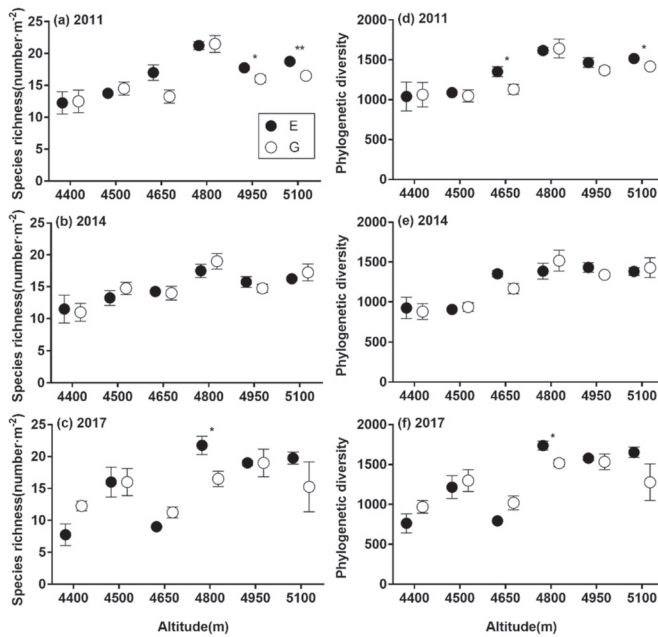 (a) 2011
Species richness(number·m⁻²)
25
20
15
10
5
0
*
**
E
G
4400 4500 4650 4800 4950 5100
(d) 2011
Phylogenetic diversity
2000
1500
1000
500
0
*
*
4400 4500 4650 4800 4950 5100
(b) 2014
Species richness(number·m⁻²)
25
20
15
10
5
0
4400 4500 4650 4800 4950 5100
(e) 2014
Phylogenetic diversity
2000
1500
1000
500
0
4400 4500 4650 4800 4950 5100
(c) 2017
Species richness(number·m⁻²)
25
20
15
10
5
0
*
4400 4500 4650 4800 4950 5100
Altitude(m)
(f) 2017
Phylogenetic diversity
2000
1500
1000
500
0
*
4400 4500 4650 4800 4950 5100
Altitude(m)